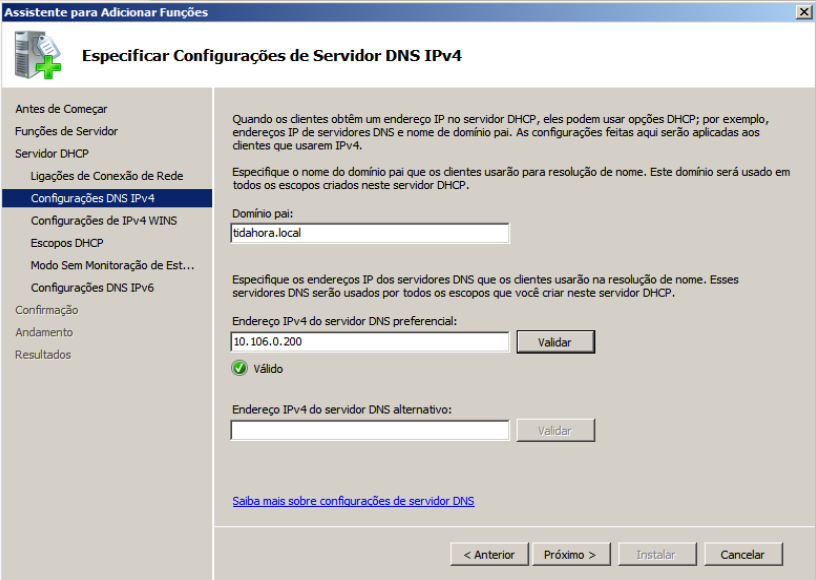 Assistente para Adicionar Funções
Especificar Configurações de Servidor DNS IPv4
Antes de Começar
Funções de Servidor
Servidor DHCP
Ligações de Conexão de Rede
Configurações DNS IPv4
Configurações de IPv4 WINS
Escopos DHCP
Modo Sem Monitoração de Est...
Configurações DNS IPv6
Confirmação
Andamento
Resultados
Quando os clientes obtêm um endereço IP no servidor DHCP, eles podem usar opções DHCP; por exemplo,
endereços IP de servidores DNS e nome de domínio pai. As configurações feitas aqui serão aplicadas aos
clientes que usarem IPv4.
Especifique o nome do domínio pai que os clientes usarão para resolução de nome. Este domínio será usado em
todos os escopos criados neste servidor DHCP.
Domínio pai:
tidahora.local
Especifique os endereços IP dos servidores DNS que os clientes usarão na resolução de nome. Esses
servidores DNS serão usados por todos os escopos que você criar neste servidor DHCP.
Endereço IPv4 do servidor DNS preferencial:
10.106.0.200
Validar
Válido
Endereço IPv4 do servidor DNS alternativo:
Validar
Saiba mais sobre configurações de servidor DNS
< Anterior
Próximo >
Instalar
Cancelar